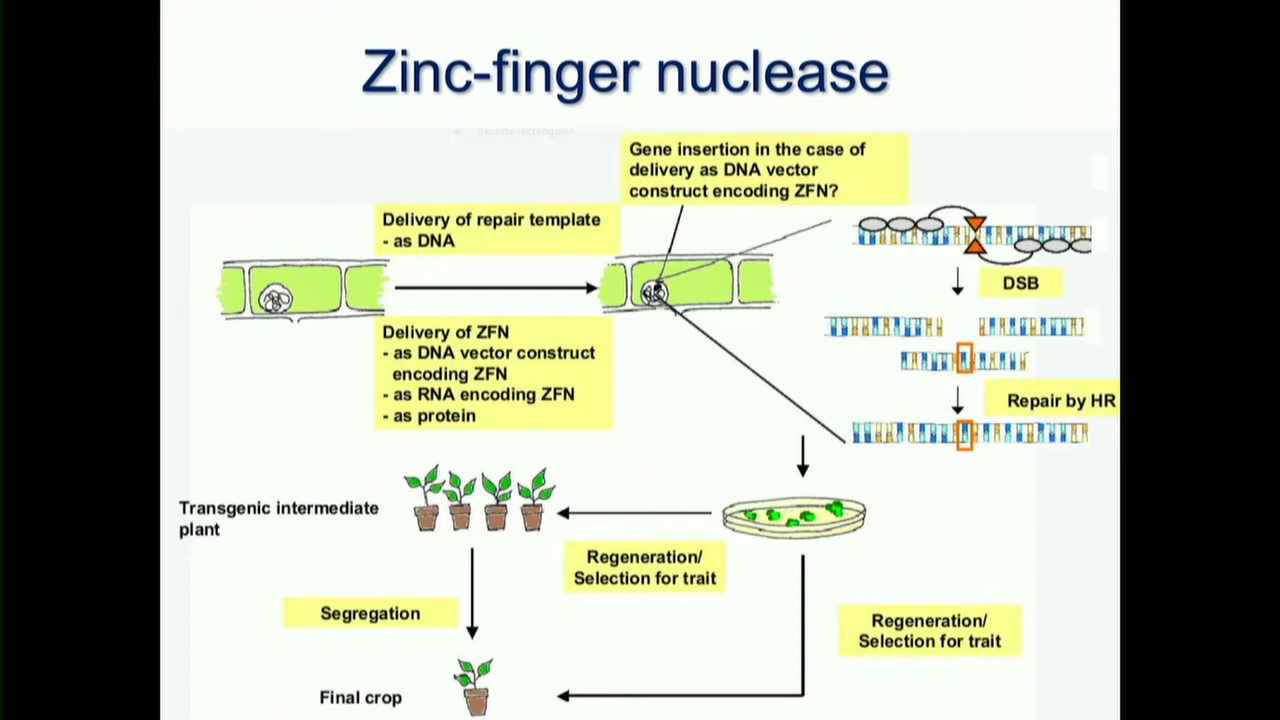 Zinc-finger nuclease
Gene insertion in the case of
delivery as DNA vector
construct encoding ZFN?
Delivery of repair template
- as DNA
DSB
Delivery of ZFN
- as DNA vector construct
encoding ZFN
- as RNA encoding ZFN
- as protein
Repair by HR
Transgenic intermediate
plant
Regeneration/
Selection for trait
Segregation
Regeneration/
Selection for trait
Final crop